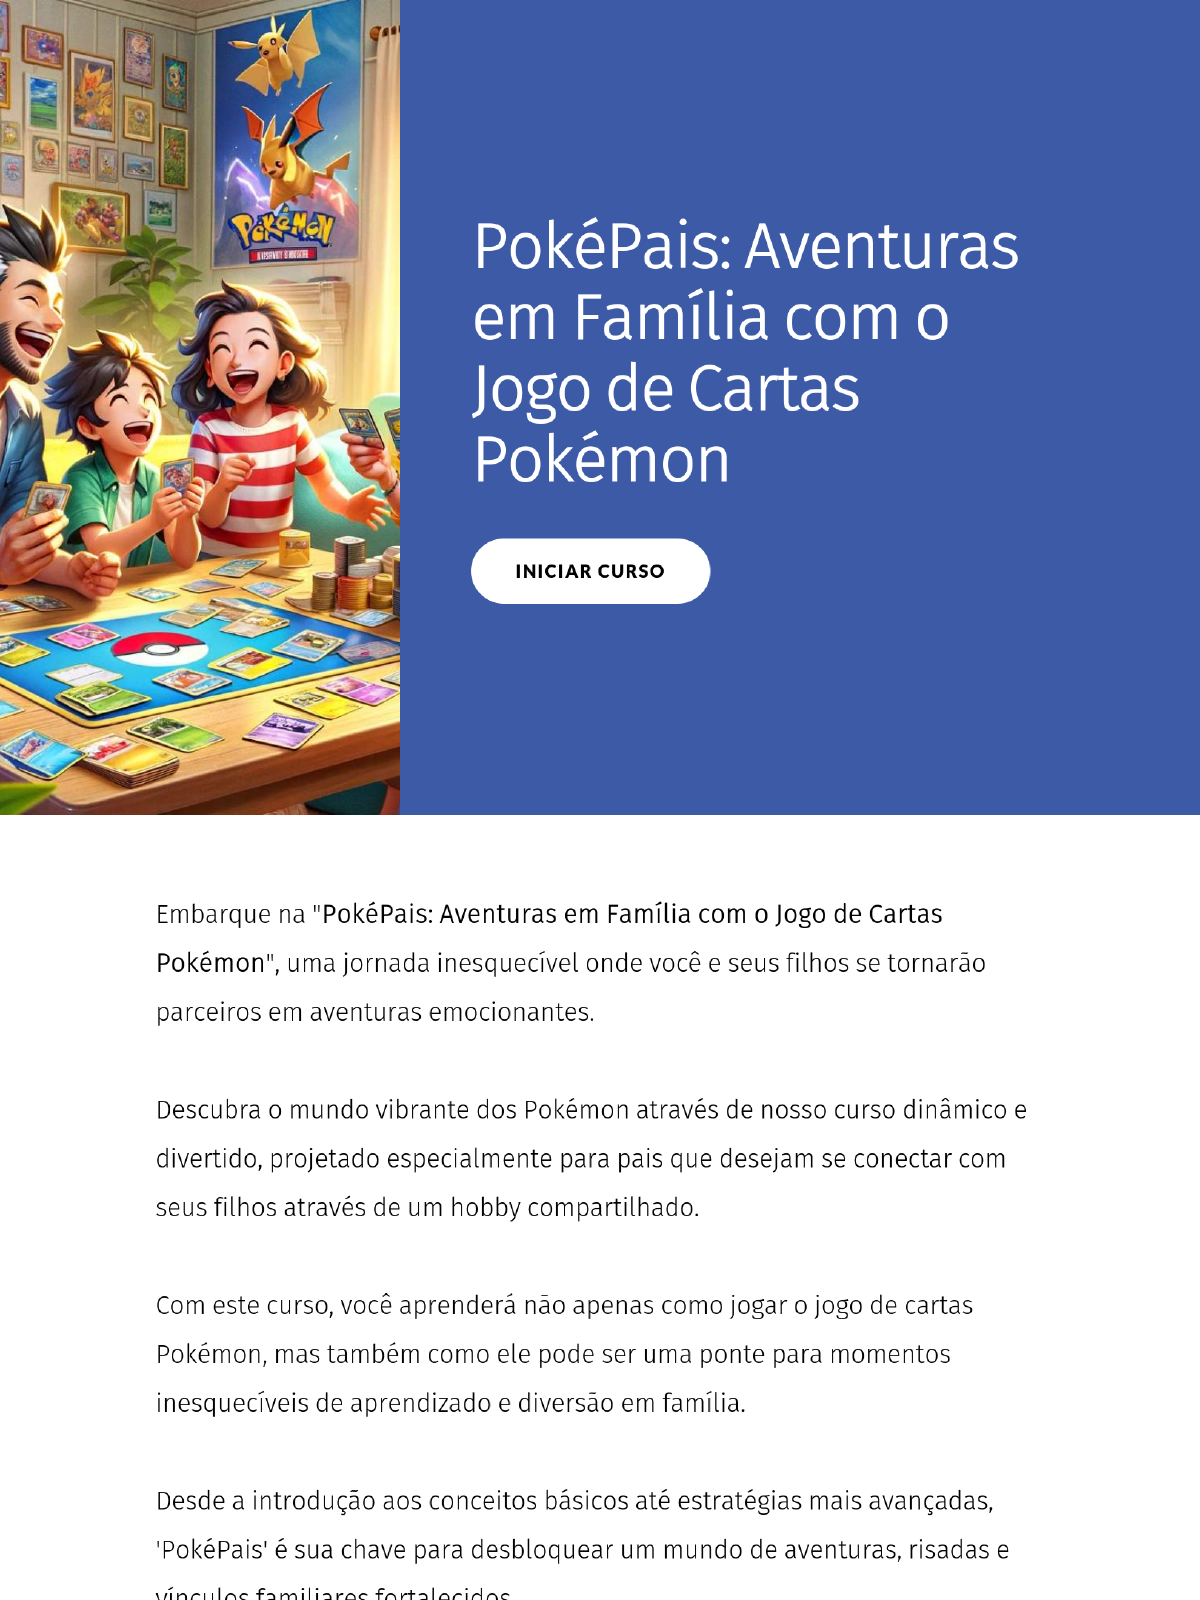 POKÉMON
PokéPais: Aventuras
em Família com o
Jogo de Cartas
Pokémon
INICIAR CURSO
Embarque na "PokéPais: Aventuras em Família com o Jogo de Cartas
Pokémon", uma jornada inesquecível onde você e seus filhos se tornarão
parceiros em aventuras emocionantes.
Descubra o mundo vibrante dos Pokémon através de nosso curso dinâmico e
divertido, projetado especialmente para pais que desejam se conectar com
seus filhos através de um hobby compartilhado.
Com este curso, você aprenderá não apenas como jogar o jogo de cartas
Pokémon, mas também como ele pode ser uma ponte para momentos
inesquecíveis de aprendizado e diversão em família.
Desde a introdução aos conceitos básicos até estratégias mais avançadas,
'PokéPais' é sua chave para desbloquear um mundo de aventuras, risadas e
vínculos familiares fortalecidos.